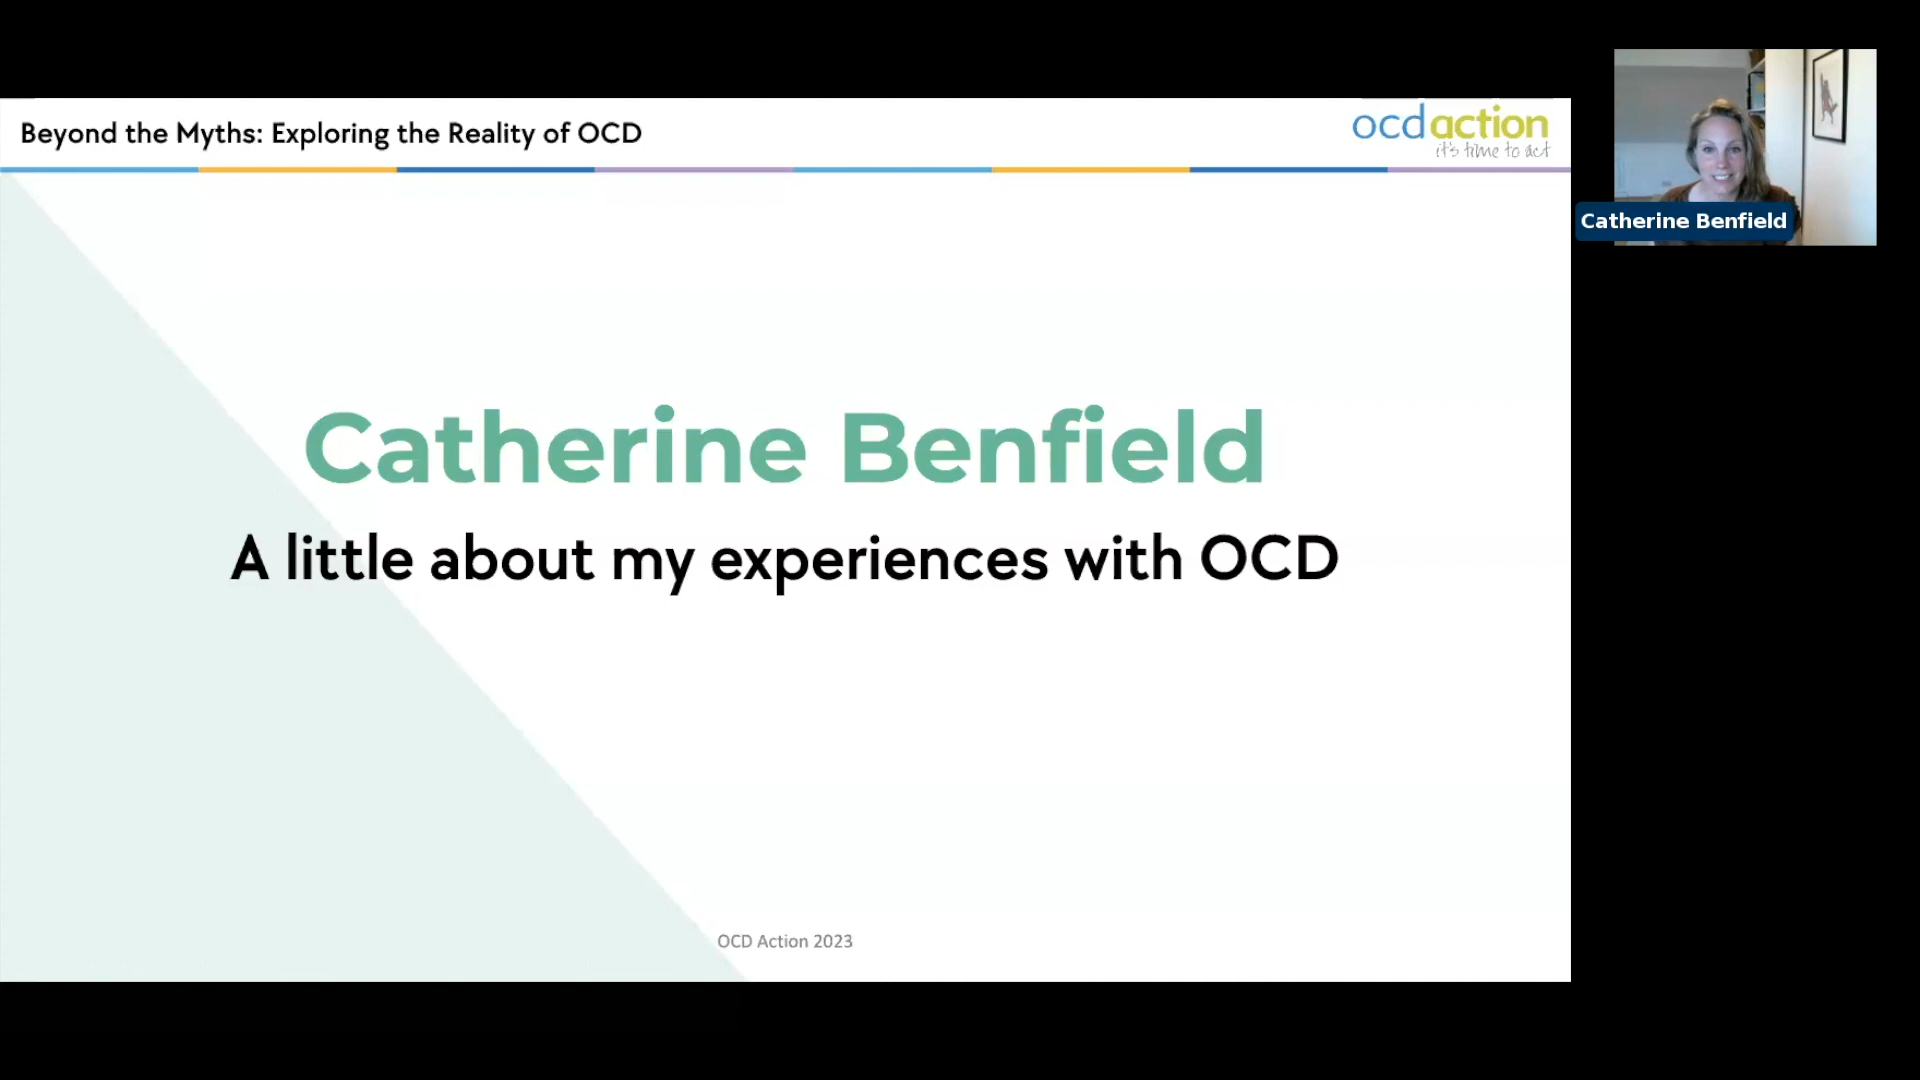 Beyond the Myths: Exploring the Reality of OCD
ocdaction
it's time to act
Catherine Benfield
Catherine Benfield
A little about my experiences with OCD
OCD Action 2023